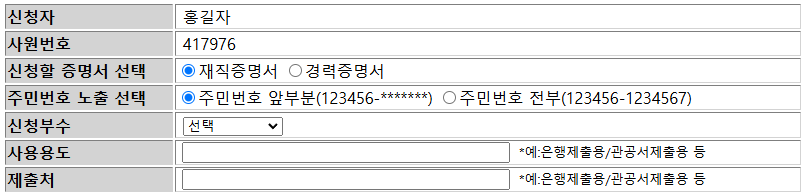 신청자 홍길자
사원번호 417976
신청할 증명서 선택 재직증명서 경력증명서
주민번호 노출 선택 주민번호 앞부분(123456-*******) 주민번호 전부(123456-1234567)
신청부수 선택
사용용도 *예:은행제출용/관공서제출용 등
제출처 *예:은행제출용/관공서제출용 등